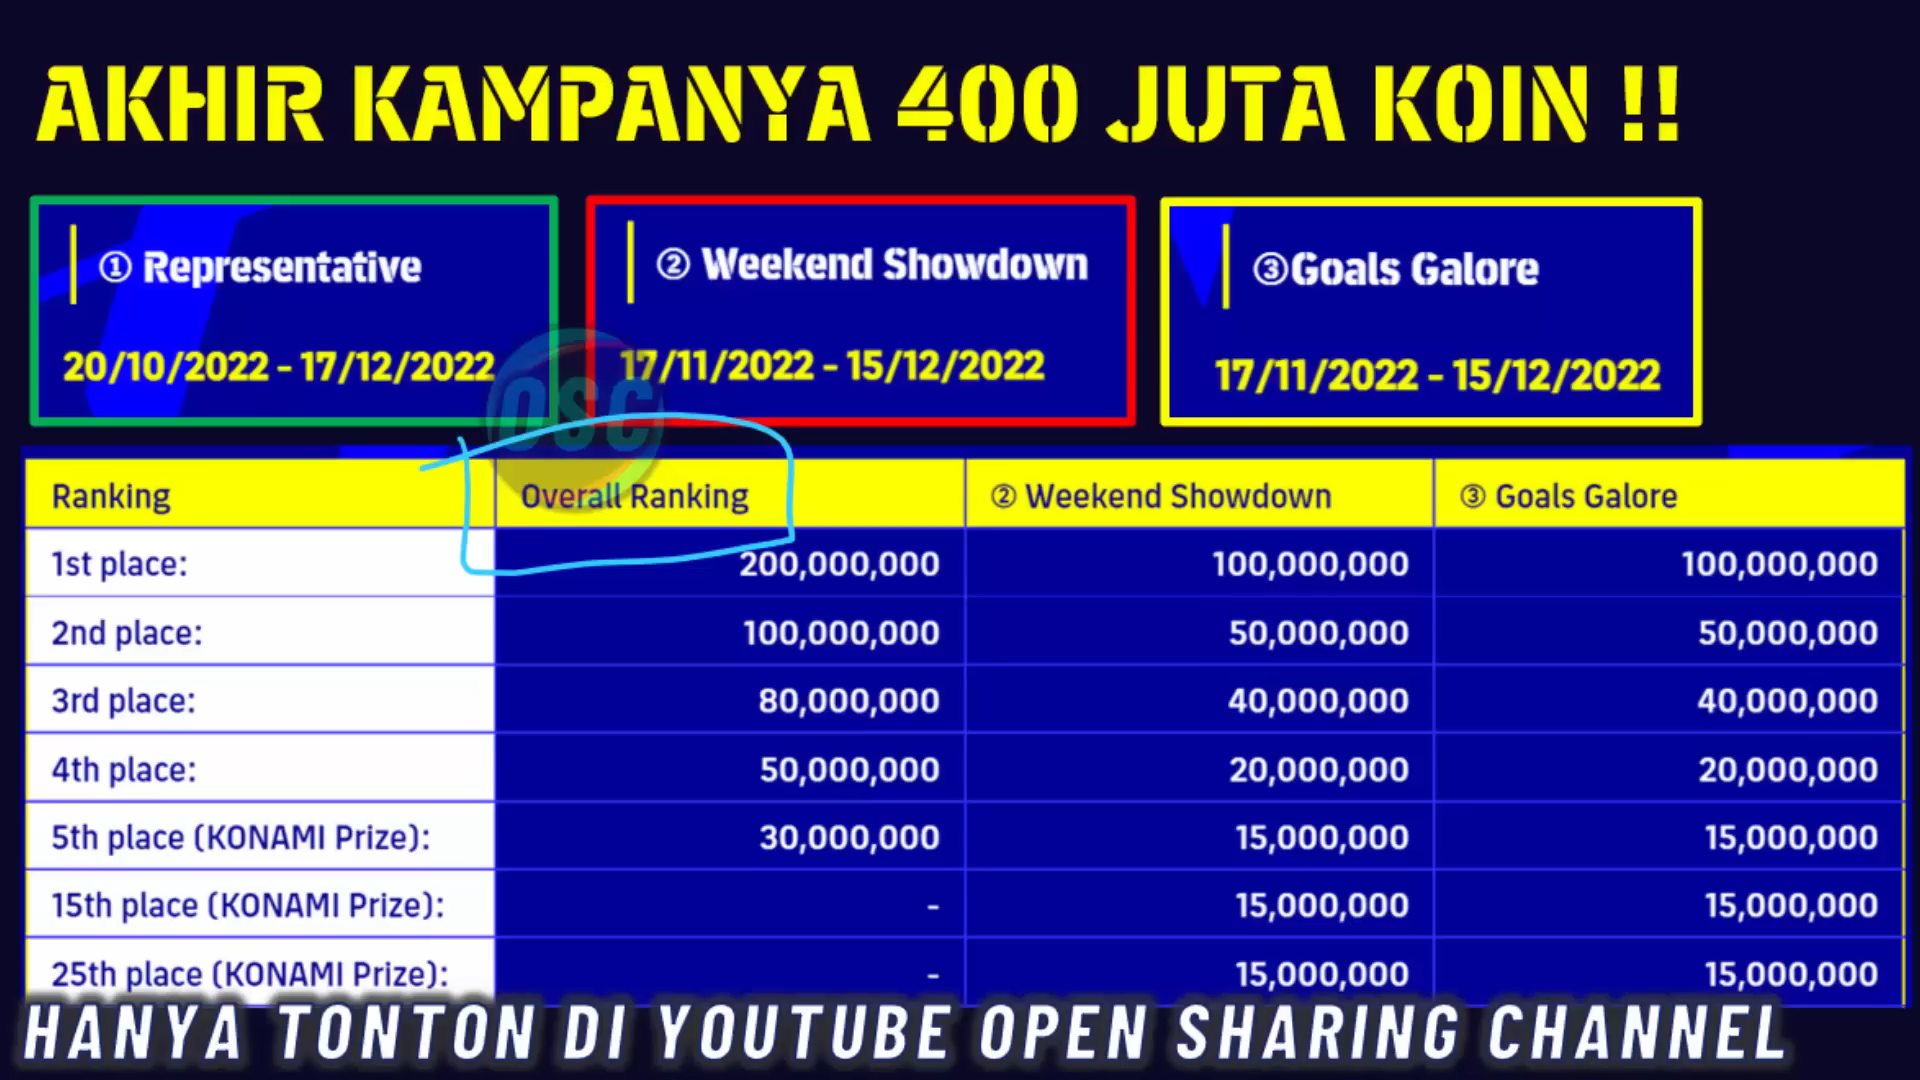 AKHIR KAMPANYA 400 JUTA KOIN !!
① Representative
20/10/2022 - 17/12/2022
② Weekend Showdown
17/11/2022 - 15/12/2022
③Goals Galore
17/11/2022 - 15/12/2022
OSC
Ranking Overall Ranking ② Weekend Showdown ③ Goals Galore
1st place: 200,000,000 100,000,000 100,000,000
2nd place: 100,000,000 50,000,000 50,000,000
3rd place: 80,000,000 40,000,000 40,000,000
4th place: 50,000,000 20,000,000 20,000,000
5th place (KONAMI Prize): 30,000,000 15,000,000 15,000,000
15th place (KONAMI Prize): - 15,000,000 15,000,000
25th place (KONAMI Prize): - 15,000,000 15,000,000
HANYA TONTON DI YOUTUBE OPEN SHARING CHANNEL